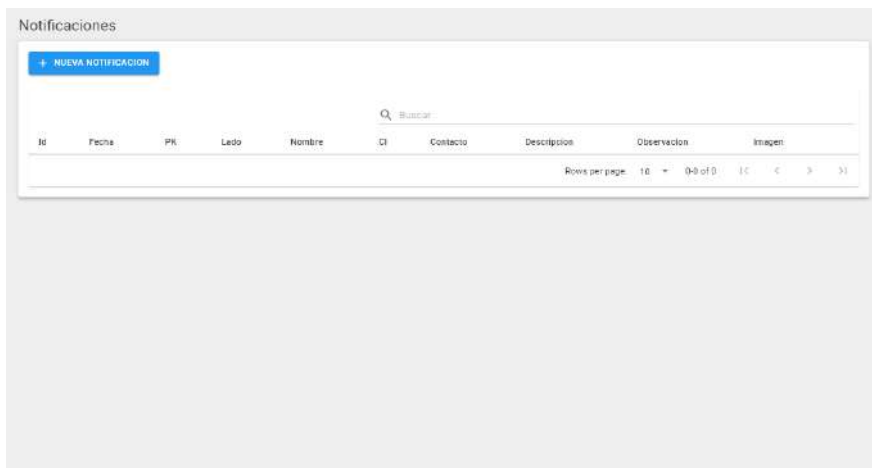 Notificaciones
+ NUEVA NOTIFICACION
Buscar
Id Fecha PK Lado Nombre CI Contacto Descripcion Observacion Imagen
Rows per page: 10 0-0 of 0